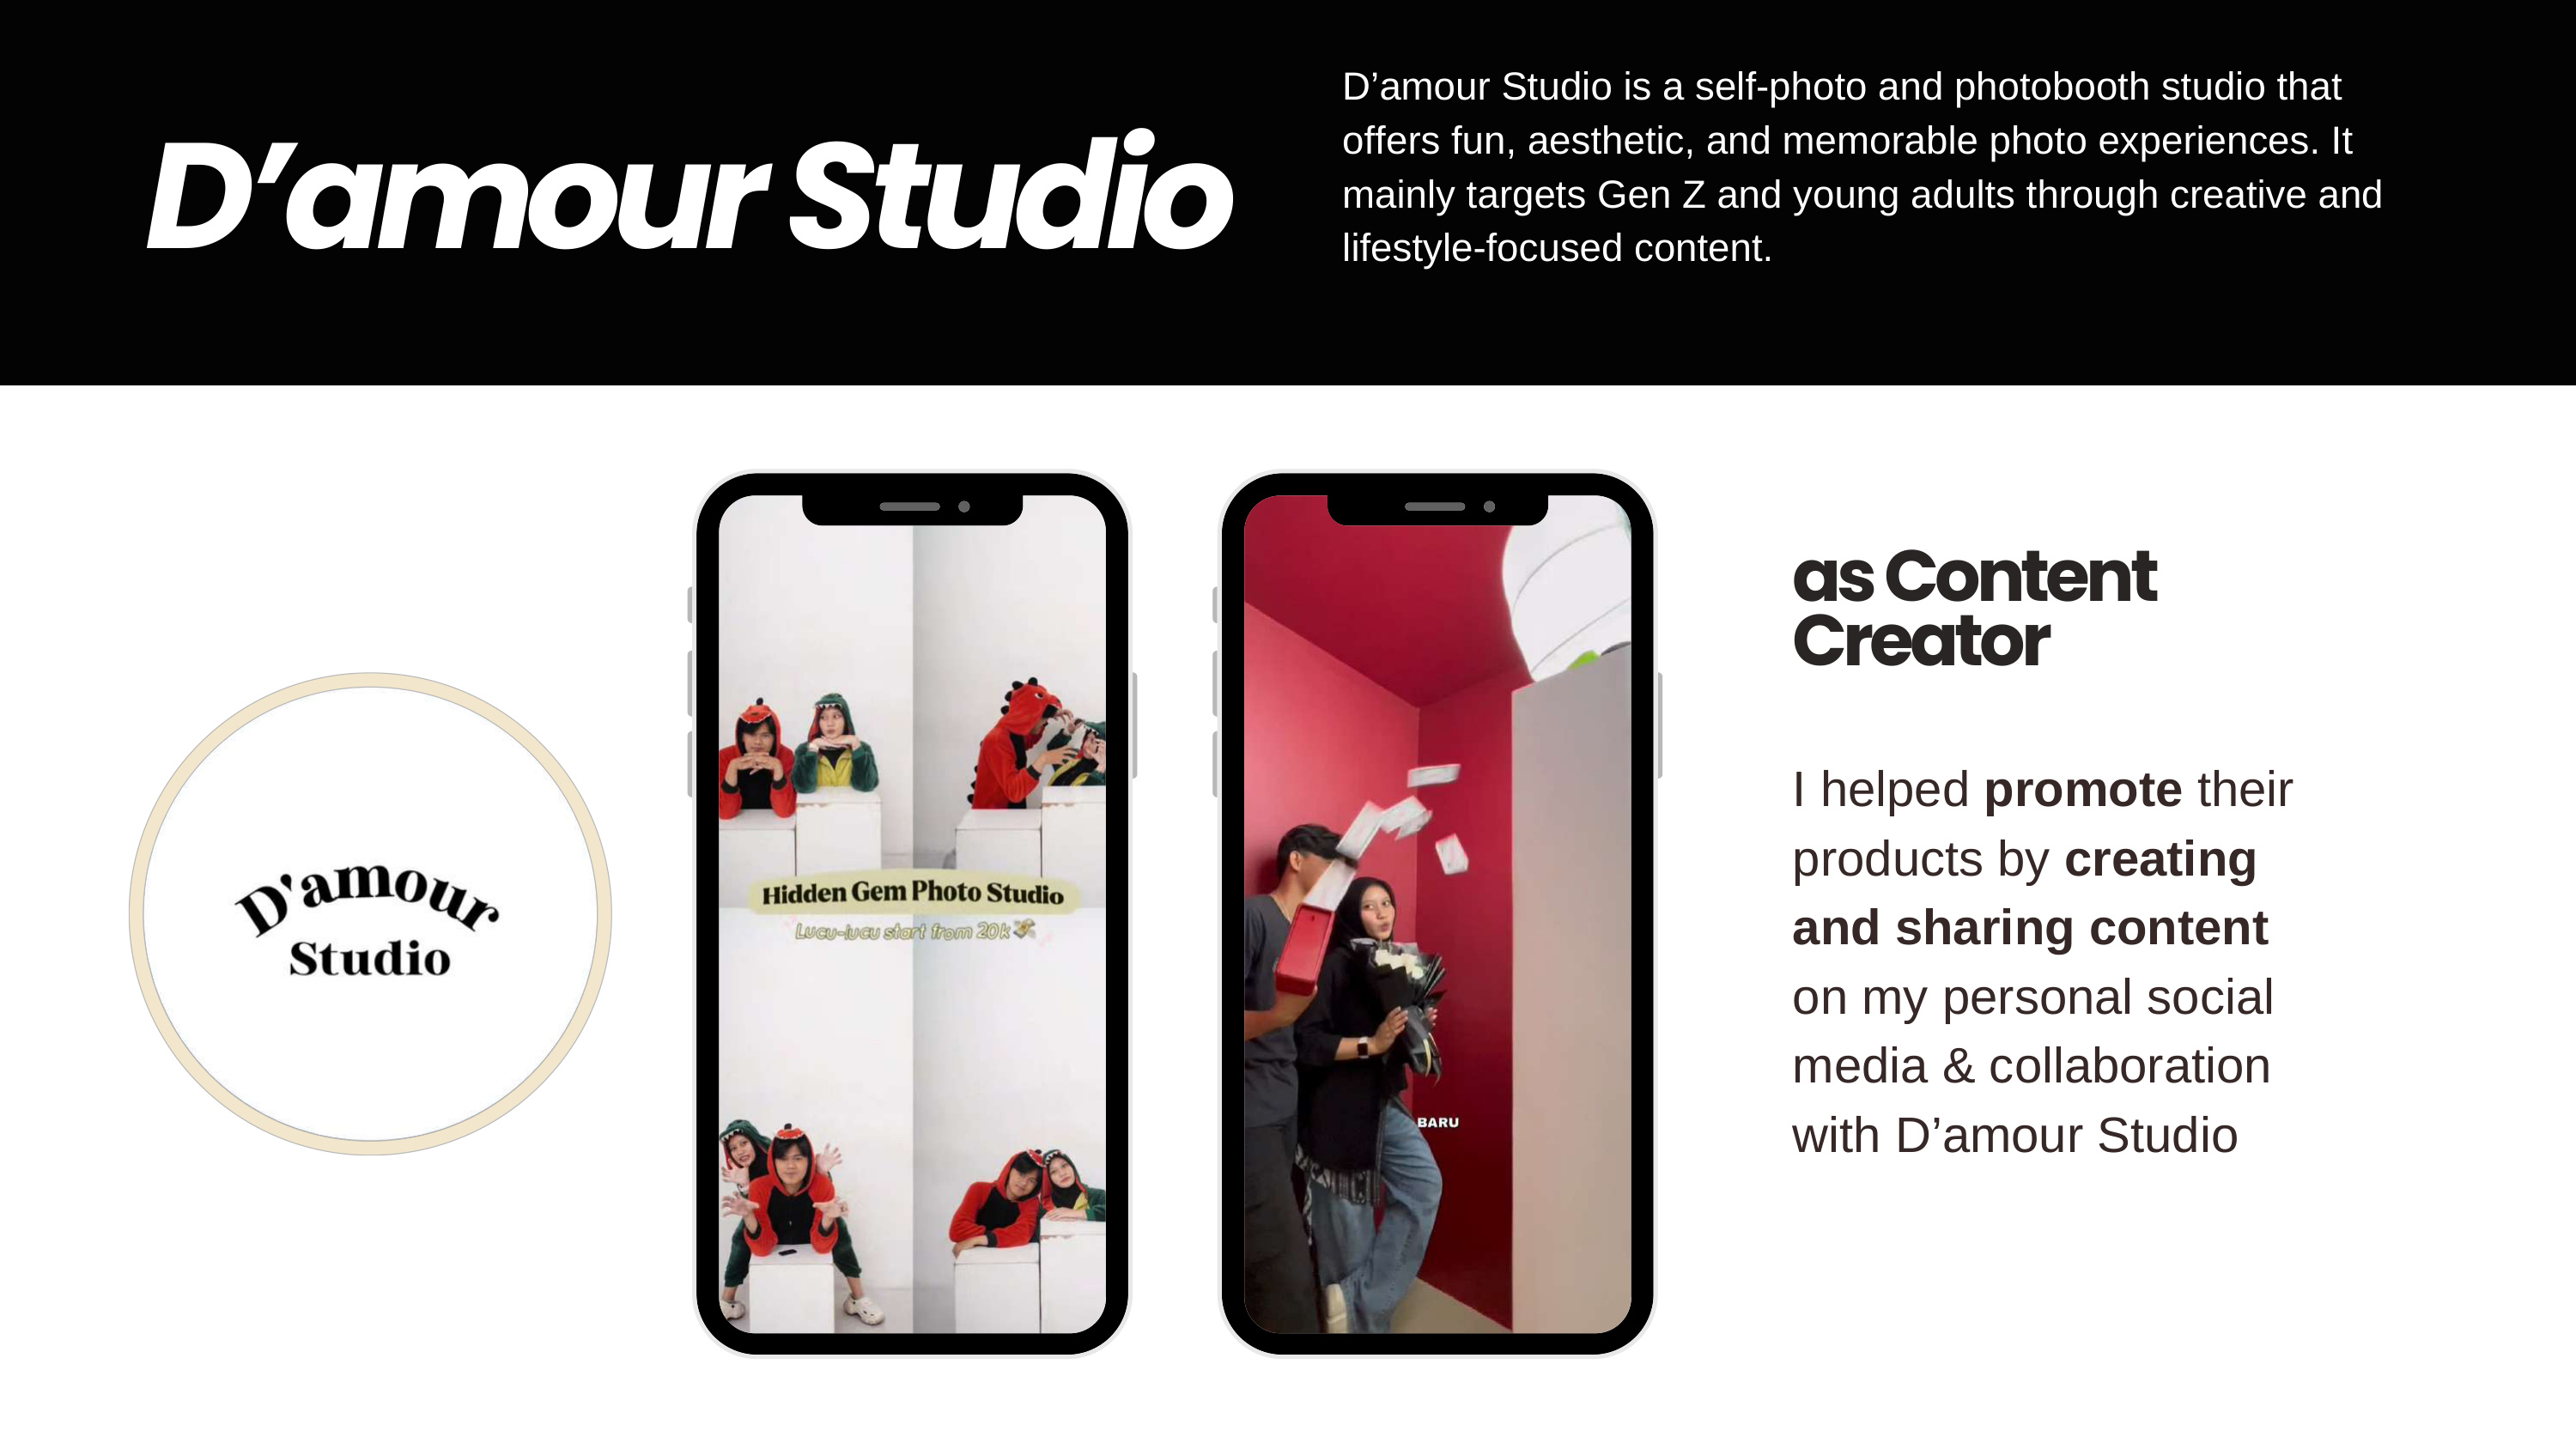 D’amour Studio
D’amour Studio is a self-photo and photobooth studio that
offers fun, aesthetic, and memorable photo experiences. It
mainly targets Gen Z and young adults through creative and
lifestyle-focused content.
D'amour
Studio
Hidden Gem Photo Studio
Lucu-lucu start from 20k
BARU
as Content
Creator
I helped promote their
products by creating
and sharing content
on my personal social
media & collaboration
with D’amour Studio